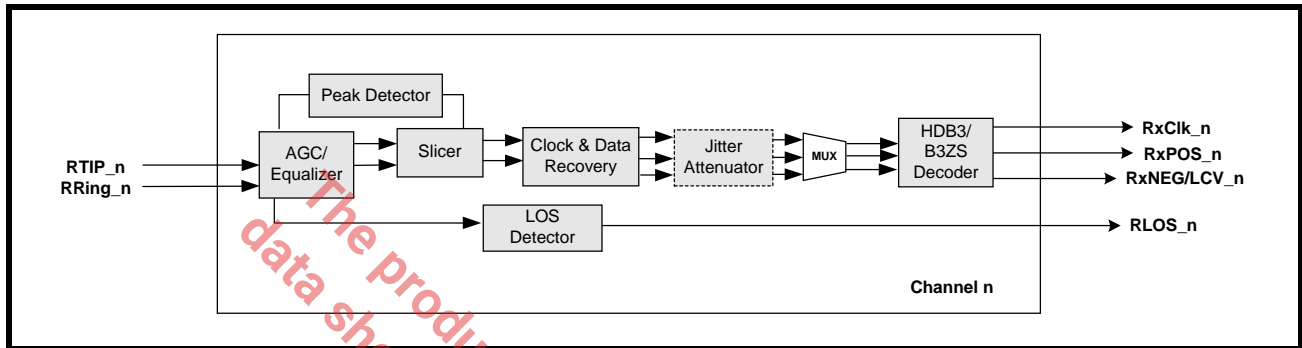 Peak Detector
AGC/
Equalizer
Slicer
Clock & Data
Recovery
Jitter
Attenuator
MUX
HDB3/
B3ZS
Decoder
RTIP_n
RRing_n
RxClk_n
RxPOS_n
RxNEG/LCV_n
LOS
Detector
RLOS_n
Channel n
The produ
data she